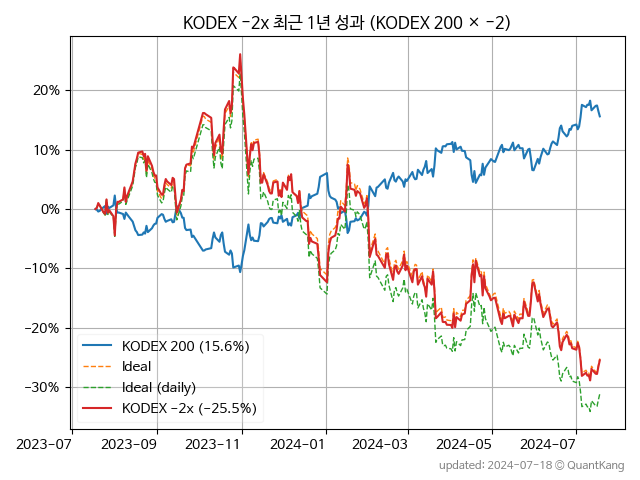 KODEX −2x 최근 1년 성과 (KODEX 200 × −2)
20%
10%
0%
−10%
−20%
−30%
KODEX 200 (15.6%)
Ideal
Ideal (daily)
KODEX −2x (−25.5%)
2023-07 2023-09 2023-11 2024-01 2024-03 2024-05 2024-07
updated: 2024-07-18 © QuantKang